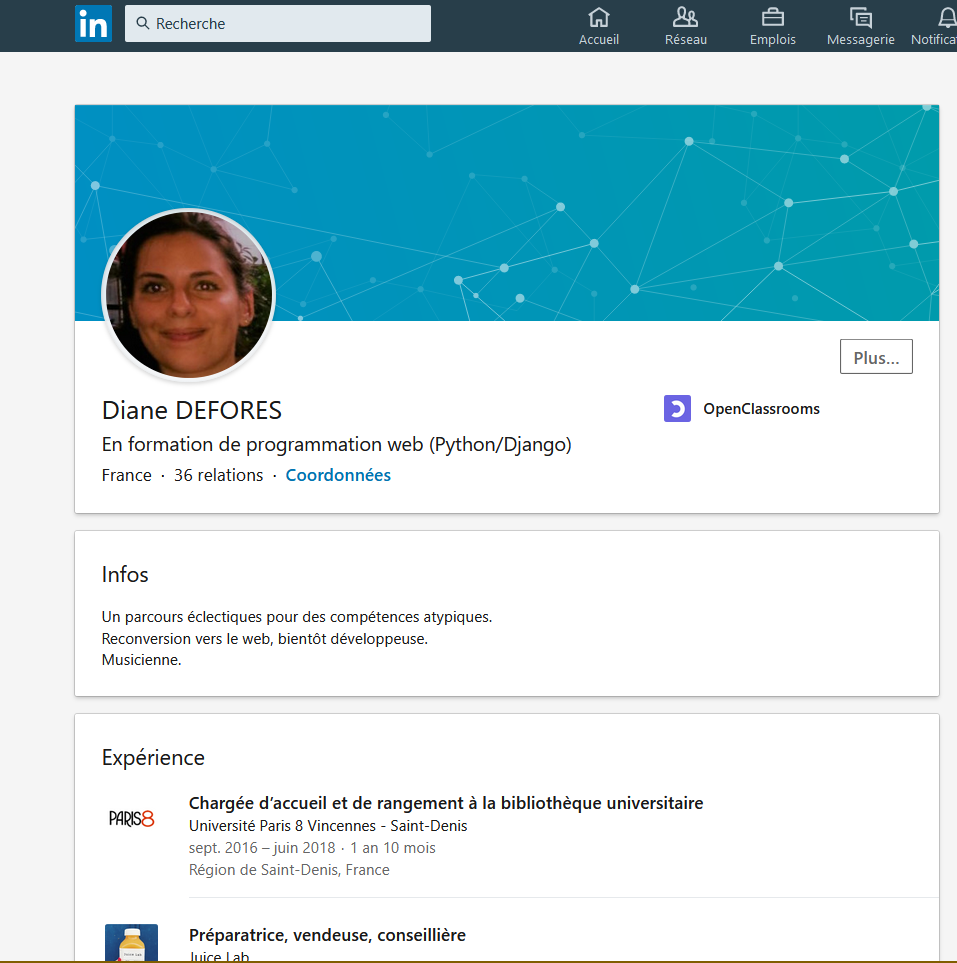 in
Recherche
Accueil
Réseau
Emplois
Messagerie
Notifica
Plus...
Diane DEFORES
OpenClassrooms
En formation de programmation web (Python/Django)
France · 36 relations · Coordonnées
Infos
Un parcours éclectiques pour des compétences atypiques.
Reconversion vers le web, bientôt développeuse.
Musicienne.
Expérience
PARIS8
Chargée d’accueil et de rangement à la bibliothèque universitaire
Université Paris 8 Vincennes - Saint-Denis
sept. 2016 – juin 2018 · 1 an 10 mois
Région de Saint-Denis, France
Préparatrice, vendeuse, conseillière
Juice Lab